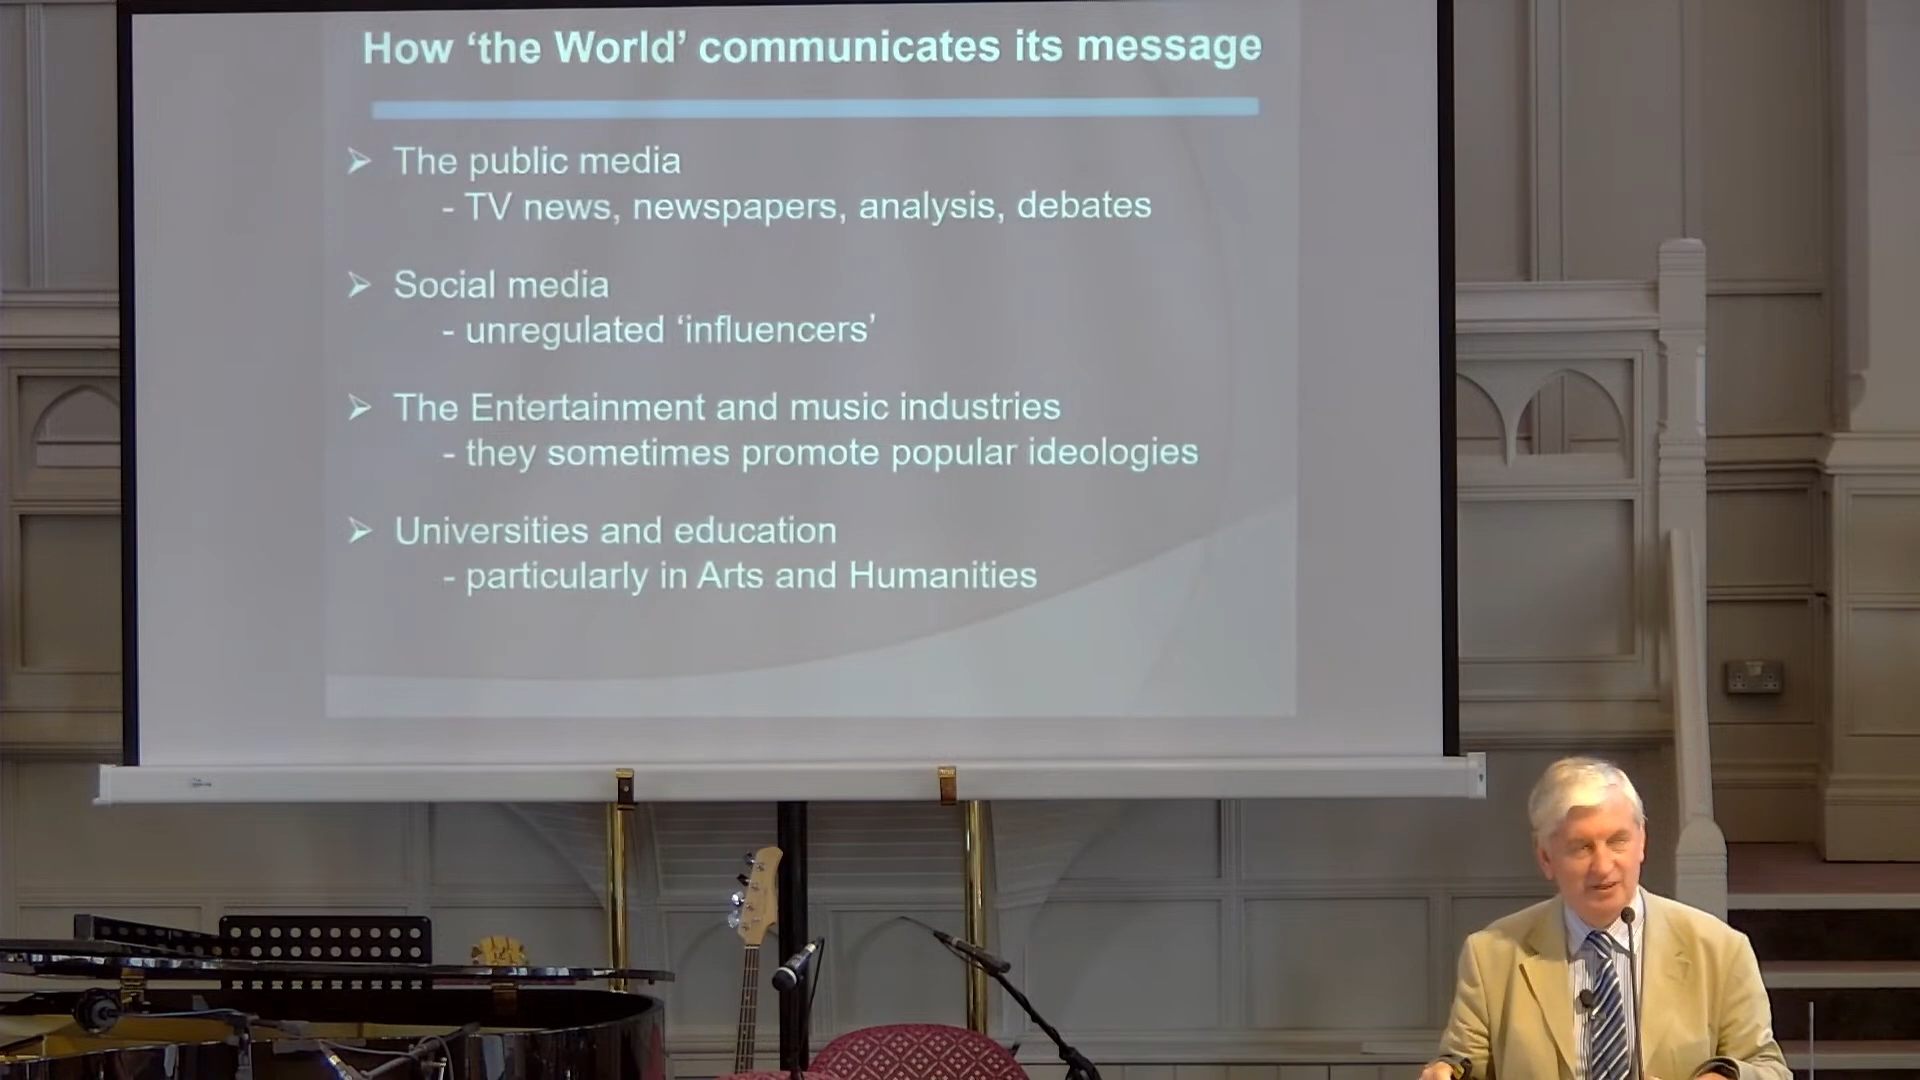 How ‘the World’ communicates its message
➢ The public media
- TV news, newspapers, analysis, debates
➢ Social media
- unregulated ‘influencers’
➢ The Entertainment and music industries
- they sometimes promote popular ideologies
➢ Universities and education
- particularly in Arts and Humanities